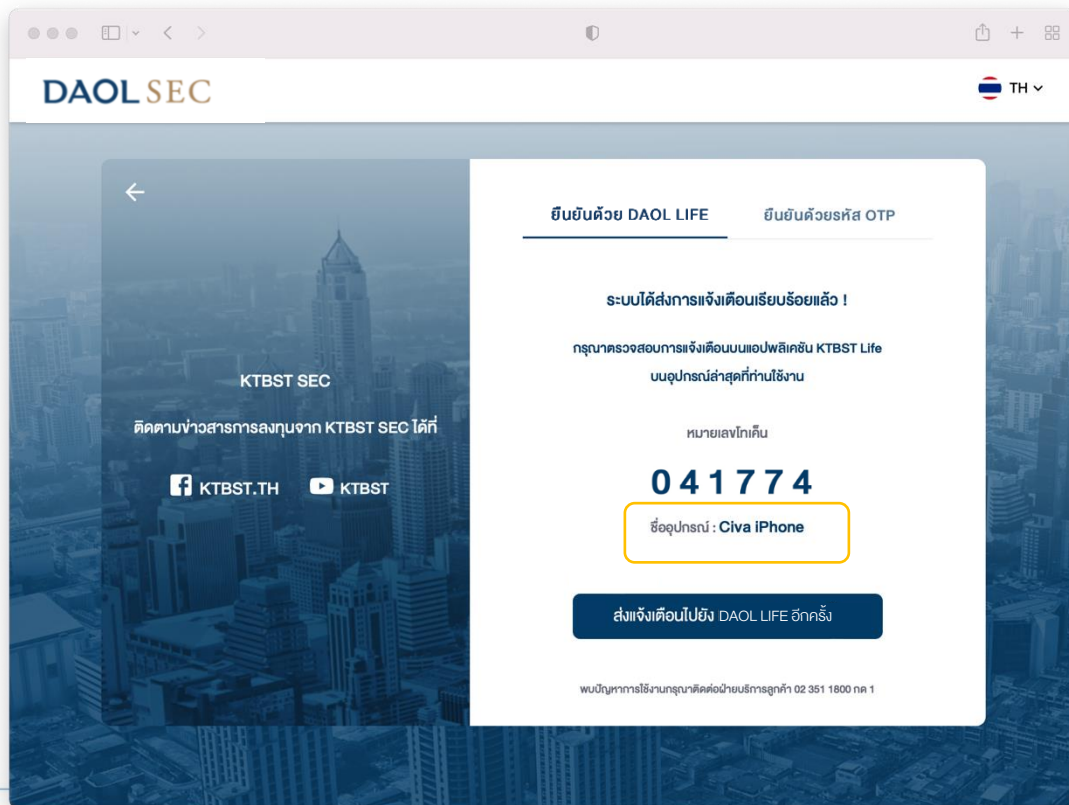 DAOL SEC
TH
KTBST SEC
ติดตามข่าวสารการลงทุนจาก KTBST SEC ได้ที่
KTBST.TH KTBST
ยืนยันด้วย DAOL LIFE ยืนยันด้วยรหัส OTP
ระบบได้ส่งการแจ้งเตือนเรียบร้อยแล้ว !
กรุณาตรวจสอบการแจ้งเตือนบนแอปพลิเคชัน KTBST Life
บนอุปกรณ์ล่าสุดที่ท่านใช้งาน
หมายเลขโทเค็น
041774
ชื่ออุปกรณ์ : Civa iPhone
ส่งแจ้งเตือนไปยัง DAOL LIFE อีกครั้ง
พบปัญหาการใช้งานกรุณาติดต่อฝ่ายบริการลูกค้า 02 351 1800 กด 1